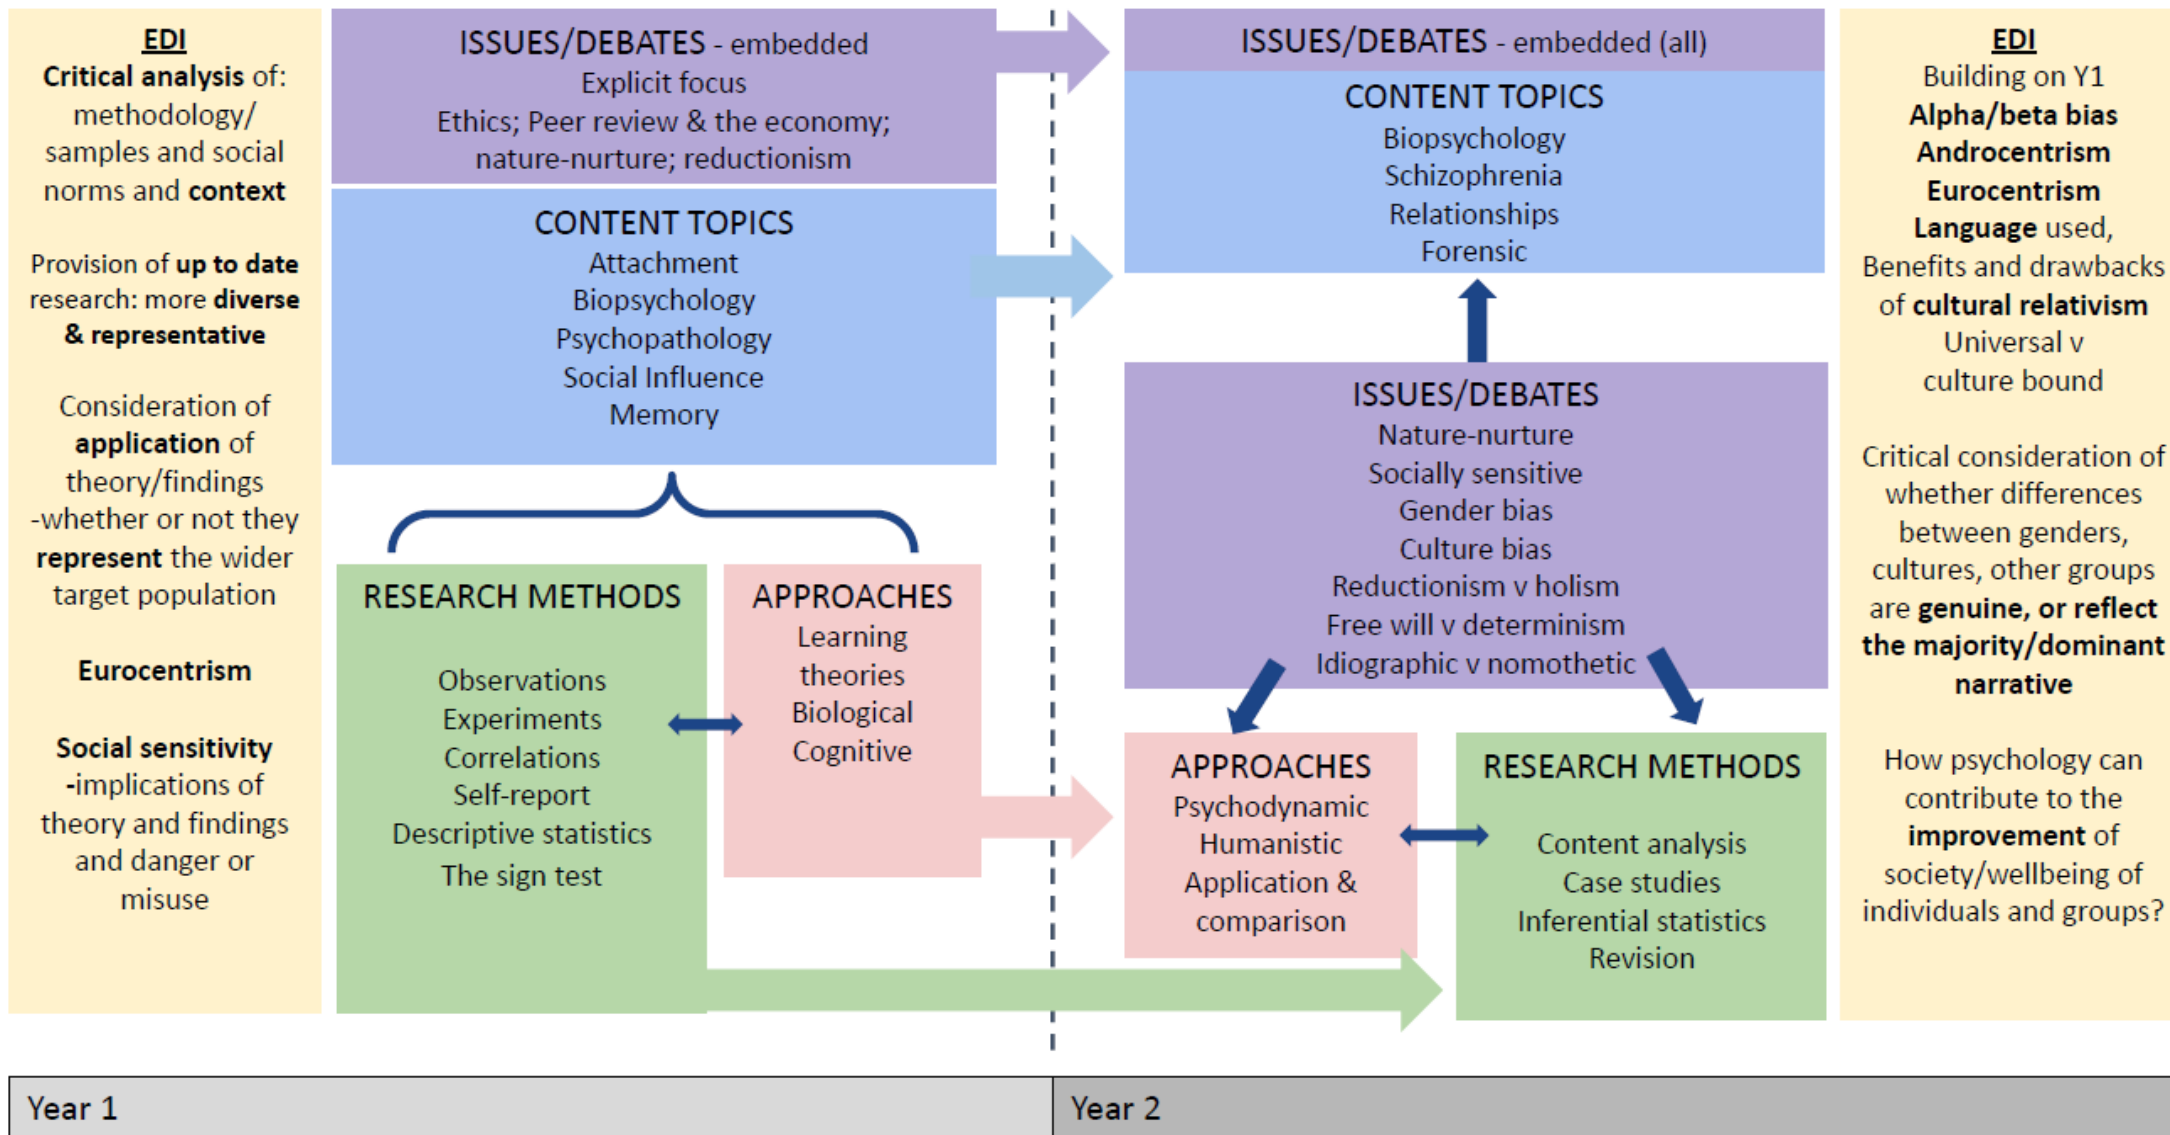 EDI
Critical analysis of:
methodology/
samples and social
norms and context
Provision of up to date
research: more diverse
& representative
Consideration of
application of
theory/findings
-whether or not they
represent the wider
target population
Eurocentrism
Social sensitivity
-implications of
theory and findings
and danger or
misuse
ISSUES/DEBATES - embedded
Explicit focus
Ethics; Peer review & the economy;
nature-nurture; reductionism
CONTENT TOPICS
Attachment
Biopsychology
Psychopathology
Social Influence
Memory
RESEARCH METHODS
Observations
Experiments
Correlations
Self-report
Descriptive statistics
The sign test
APPROACHES
Learning
theories
Biological
Cognitive
ISSUES/DEBATES - embedded (all)
CONTENT TOPICS
Biopsychology
Schizophrenia
Relationships
Forensic
ISSUES/DEBATES
Nature-nurture
Socially sensitive
Gender bias
Culture bias
Reductionism v holism
Free will v determinism
Idiographic v nomothetic
APPROACHES
Psychodynamic
Humanistic
Application &
comparison
RESEARCH METHODS
Content analysis
Case studies
Inferential statistics
Revision
EDI
Building on Y1
Alpha/beta bias
Androcentrism
Eurocentrism
Language used,
Benefits and drawbacks
of cultural relativism
Universal v
culture bound
Critical consideration of
whether differences
between genders,
cultures, other groups
are genuine, or reflect
the majority/dominant
narrative
How psychology can
contribute to the
improvement of
society/wellbeing of
individuals and groups?
Year 1
Year 2